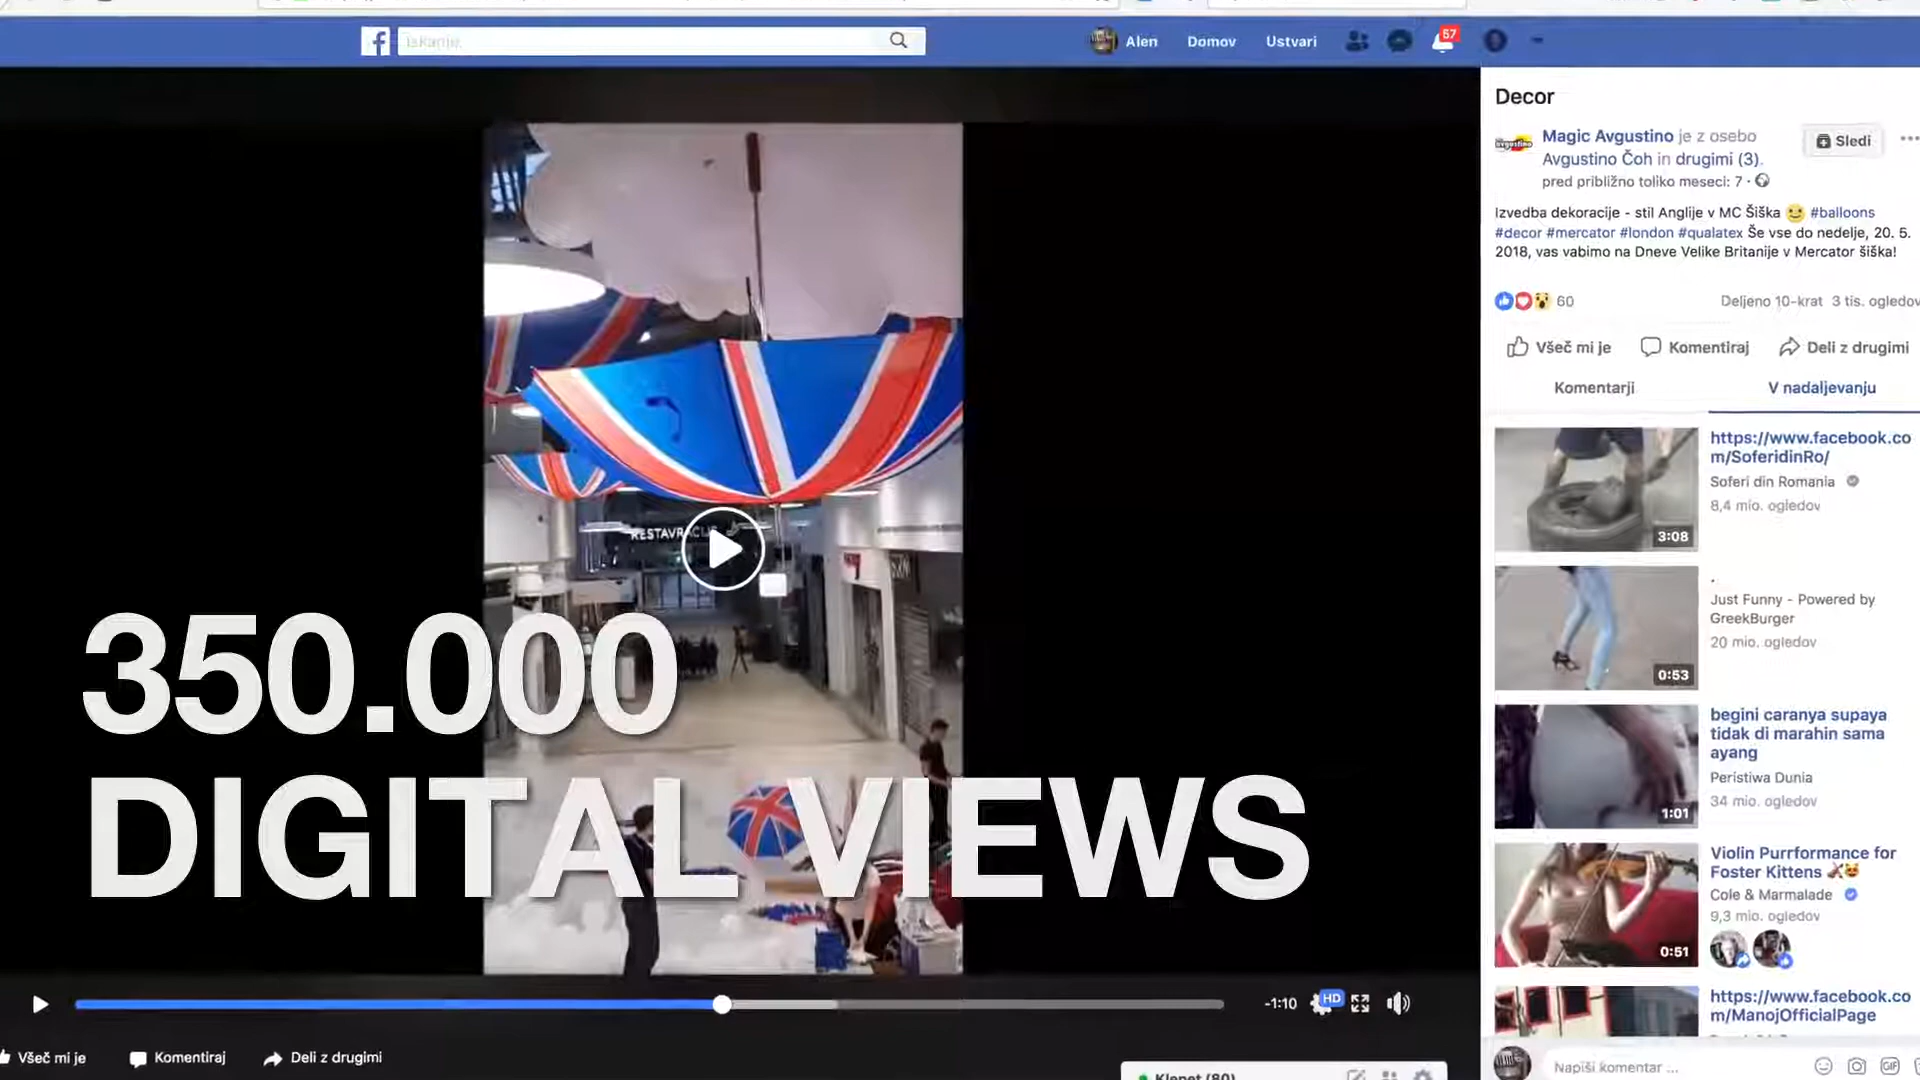 Iskanje
Alen
Domov
Ustvari
57
Decor
Magic Avgustino je z osebo
Avgustino Čoh in drugimi (3).
pred približno toliko meseci: 7
Sledi
Izvedba dekoracije - stil Anglije v MC Šiška 😉 #balloons
#decor #mercator #london #qualatex Še vse do nedelje, 20. 5.
2018, vas vabimo na Dneve Velike Britanije v Mercator šiška!
60
Deljeno 10-krat 3 tis. ogledov
Všeč mi je
Komentiraj
Deli z drugimi
Komentarji
V nadaljevanju
https://www.facebook.co
m/SoferidinRo/
Soferi din Romania
8,4 mio. ogledov
3:08
.
Just Funny - Powered by
GreekBurger
20 mio. ogledov
0:53
begini caranya supaya
tidak di marahin sama
ayang
Peristiwa Dunia
34 mio. ogledov
1:01
Violin Purrformance for
Foster Kittens
Cole & Marmalade
9,3 mio. ogledov
0:51
https://www.facebook.co
m/ManojOfficialPage
Napiši komentar ...
GIF
RESTAVRACIJE
350.000
DIGITAL VIEWS
-1:10
HD
Všeč mi je
Komentiraj
Deli z drugimi
Klepet (80)